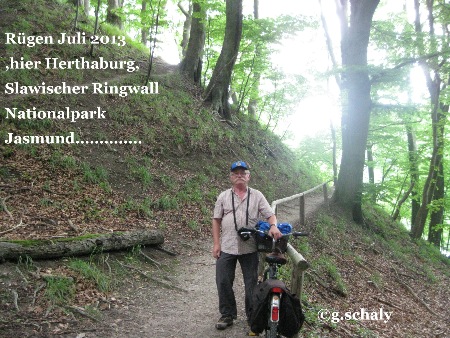 Rügen Juli 2013
,hier Herthaburg,
Slawischer Ringwall
Nationalpark
Jasmund..............
©g.schaly